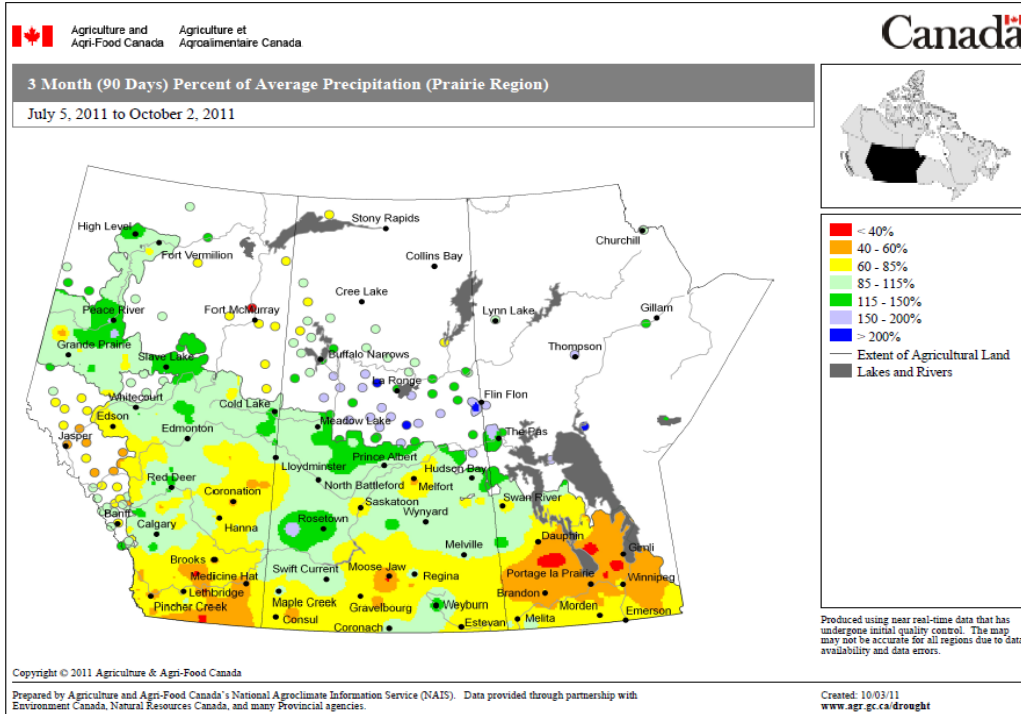 Agriculture and
Agri-Food Canada
Agriculture et
Agroalimentaire Canada
Canada
3 Month (90 Days) Percent of Average Precipitation (Prairie Region)
July 5, 2011 to October 2, 2011
Stony Rapids
High Level
Churchill
Fort Vermilion
Collins Bay
Cree Lake
Peace River
Fort McMurray
Lynn Lake
Gillam
Grande Prairie
Slave Lake
Buffalo Narrows
Thompson
La Ronge
Flin Flon
Whitecourt
Cold Lake
Edson
Meadow Lake
Jasper
Edmonton
The Pas
Lloydminster
Prince Albert
Hudson Bay
Red Deer
North Battleford
Melfort
Coronation
Saskatoon
Swan River
Banff
Calgary
Hanna
Rosetown
Wynyard
Dauphin
Gimli
Brooks
Melville
Medicine Hat
Swift Current
Moose Jaw
Regina
Portage la Prairie
Winnipeg
Lethbridge
Brandon
Pincher Creek
Maple Creek
Gravelbourg
Weyburn
Morden
Emerson
Consul
Coronach
Estevan
Melita
< 40%
40 - 60%
60 - 85%
85 - 115%
115 - 150%
150 - 200%
> 200%
Extent of Agricultural Land
Lakes and Rivers
Produced using near real-time data that has
undergone initial quality control. The map
may not be accurate for all regions due to data
availability and data errors.
Copyright © 2011 Agriculture & Agri-Food Canada
Prepared by Agriculture and Agri-Food Canada's National Agroclimate Information Service (NAIS). Data provided through partnership with
Environment Canada, Natural Resources Canada, and many Provincial agencies.
Created: 10/03/11
www.agr.gc.ca/drought